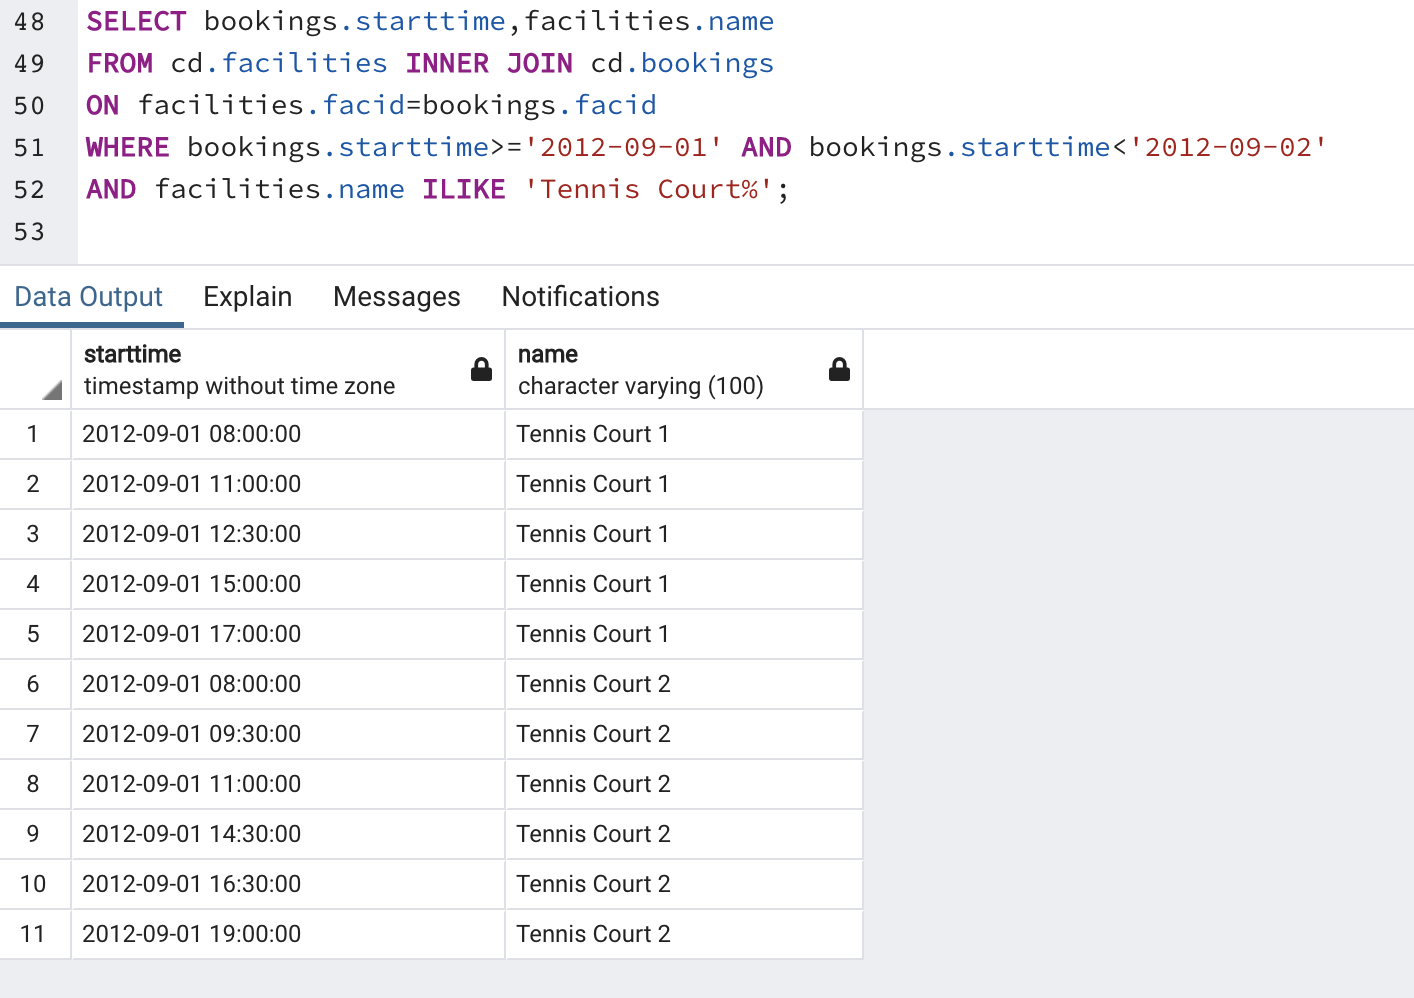 48 SELECT bookings.starttime,facilities.name
49 FROM cd.facilities INNER JOIN cd.bookings
50 ON facilities.facid=bookings.facid
51 WHERE bookings.starttime>='2012-09-01' AND bookings.starttime<'2012-09-02'
52 AND facilities.name ILIKE 'Tennis Court%';
53
Data Output Explain Messages Notifications
starttime name
timestamp without time zone character varying (100)
1 2012-09-01 08:00:00 Tennis Court 1
2 2012-09-01 11:00:00 Tennis Court 1
3 2012-09-01 12:30:00 Tennis Court 1
4 2012-09-01 15:00:00 Tennis Court 1
5 2012-09-01 17:00:00 Tennis Court 1
6 2012-09-01 08:00:00 Tennis Court 2
7 2012-09-01 09:30:00 Tennis Court 2
8 2012-09-01 11:00:00 Tennis Court 2
9 2012-09-01 14:30:00 Tennis Court 2
10 2012-09-01 16:30:00 Tennis Court 2
11 2012-09-01 19:00:00 Tennis Court 2